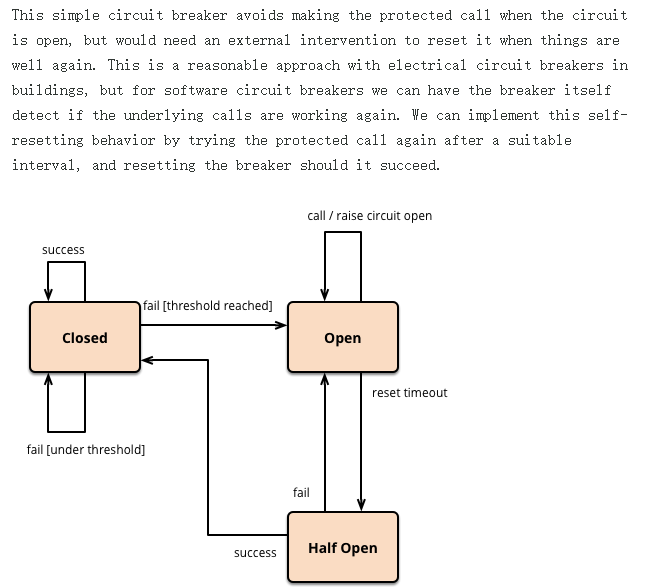 This simple circuit breaker avoids making the protected call when the circuit
is open, but would need an external intervention to reset it when things are
well again. This is a reasonable approach with electrical circuit breakers in
buildings, but for software circuit breakers we can have the breaker itself
detect if the underlying calls are working again. We can implement this self-
resetting behavior by trying the protected call again after a suitable
interval, and resetting the breaker should it succeed.
call / raise circuit open
success
fail [threshold reached]
Closed
Open
reset timeout
fail [under threshold]
fail
Half Open
success